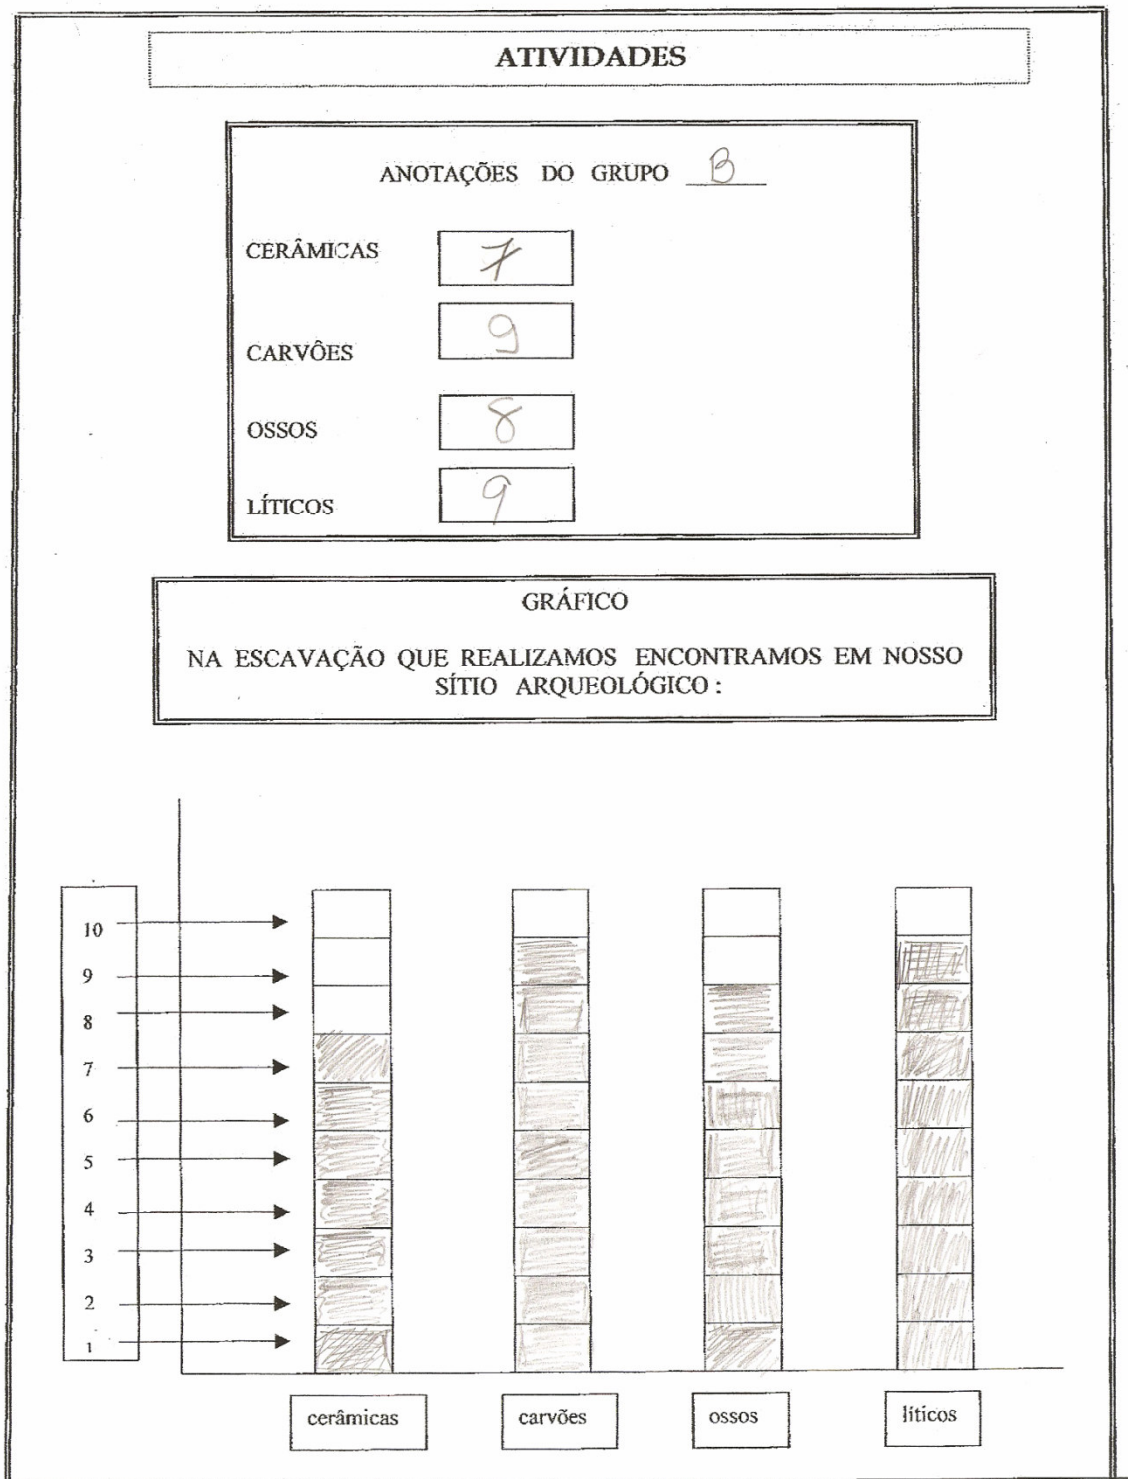 ATIVIDADES
ANOTAÇÕES DO GRUPO B
CERÂMICAS 7
CARVÔES 9
OSSOS 8
LÍTICOS 9
GRÁFICO
NA ESCAVAÇÃO QUE REALIZAMOS ENCONTRAMOS EM NOSSO
SÍTIO ARQUEOLÓGICO :
10
9
8
7
6
5
4
3
2
1
cerâmicas carvões ossos líticos